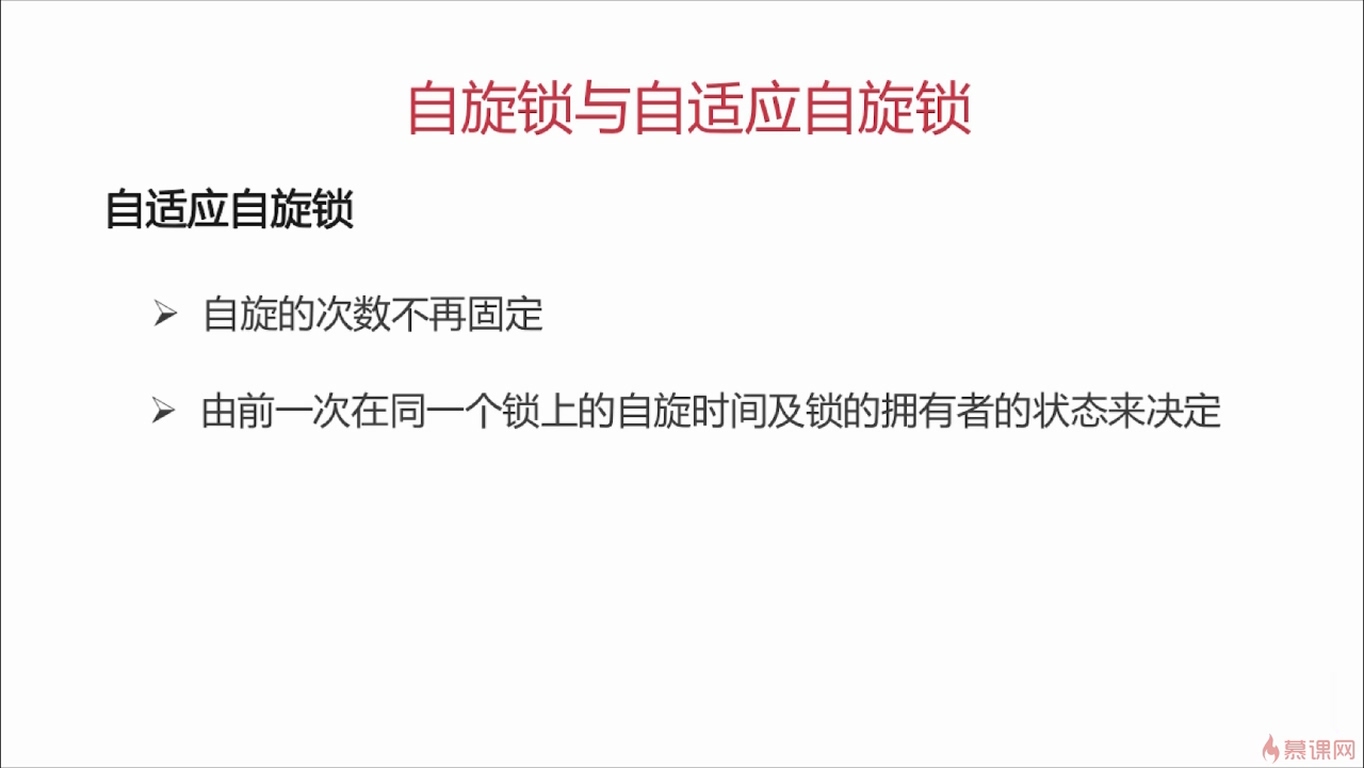 自旋锁与自适应自旋锁
自适应自旋锁
➢ 自旋的次数不再固定
➢ 由前一次在同一个锁上的自旋时间及锁的拥有者的状态来决定
慕课网